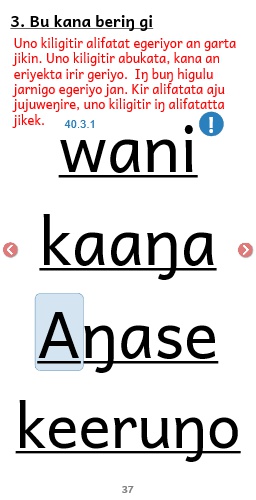 3. Bu kana beriŋ gi
Uno kiligitir alifatat egeriyor an garta
jikin. Uno kiligitir abukata, kana an
eriyekta irir geriyo. Iŋ buŋ higulu
jarnigo egeriyo jan. Kir alifatata aju
jujuweŋire, uno kiligitir iŋ alifatatta
jikek.
40.3.1
!
wani
kaaŋa
Aŋase
keeruŋo
37